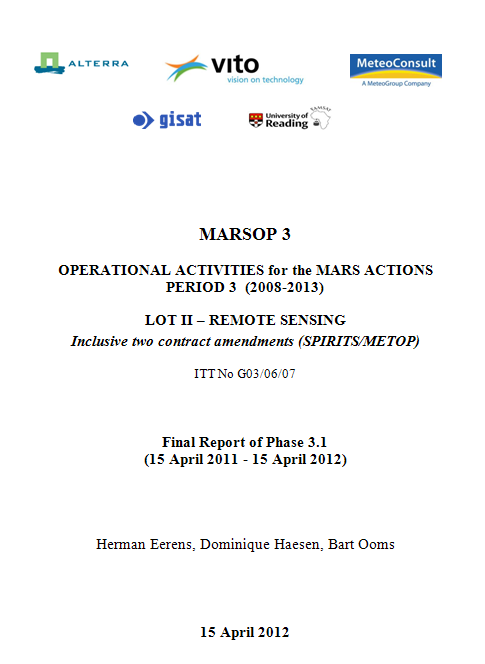 ALTERRA
vito
vision on technology
MeteoConsult
A MeteoGroup Company
gisat
University of
Reading
TAMSAT
MARSOP 3
OPERATIONAL ACTIVITIES for the MARS ACTIONS
PERIOD 3 (2008-2013)
LOT II – REMOTE SENSING
Inclusive two contract amendments (SPIRITS/METOP)
ITT No G03/06/07
Final Report of Phase 3.1
(15 April 2011 - 15 April 2012)
Herman Eerens, Dominique Haesen, Bart Ooms
15 April 2012